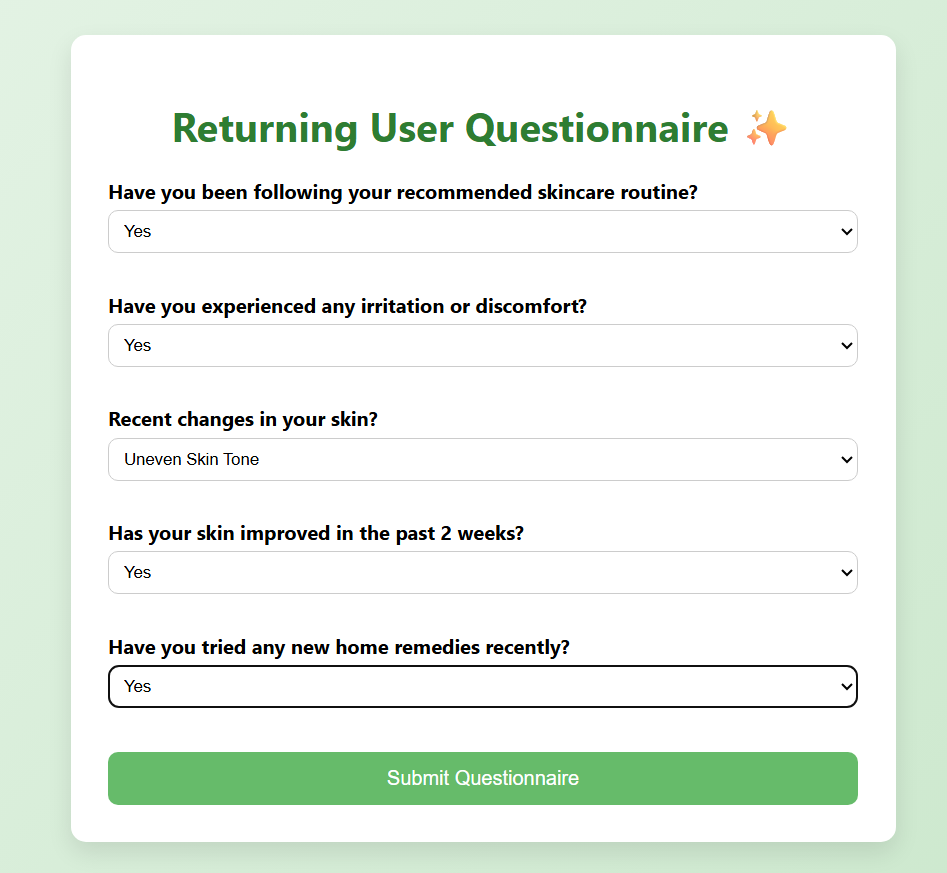 Returning User Questionnaire ✨
Have you been following your recommended skincare routine?
Yes
Have you experienced any irritation or discomfort?
Yes
Recent changes in your skin?
Uneven Skin Tone
Has your skin improved in the past 2 weeks?
Yes
Have you tried any new home remedies recently?
Yes
Submit Questionnaire